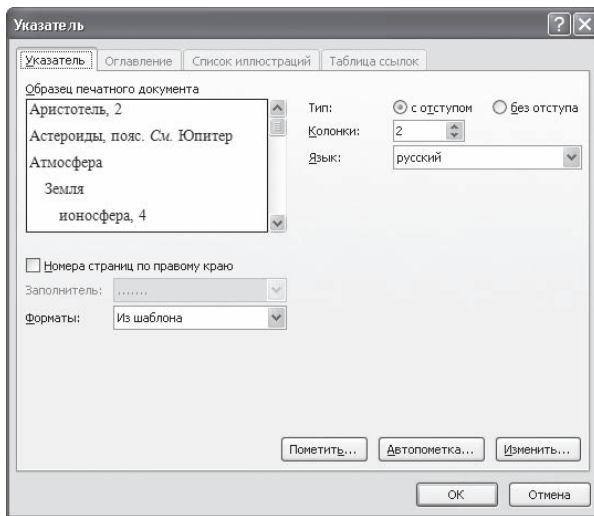 Указатель
Указатель Оглавление Список иллюстраций Таблица ссылок
Образец печатного документа
Аристотель, 2
Астероиды, пояс. См. Юпитер
Атмосфера
Земля
ионосфера, 4
Тип: с отступом без отступа
Колонки: 2
Язык: русский
Номера страниц по правому краю
Заполнитель: .......
Форматы: Из шаблона
Пометить... Автопометка... Изменить...
ОК Отмена